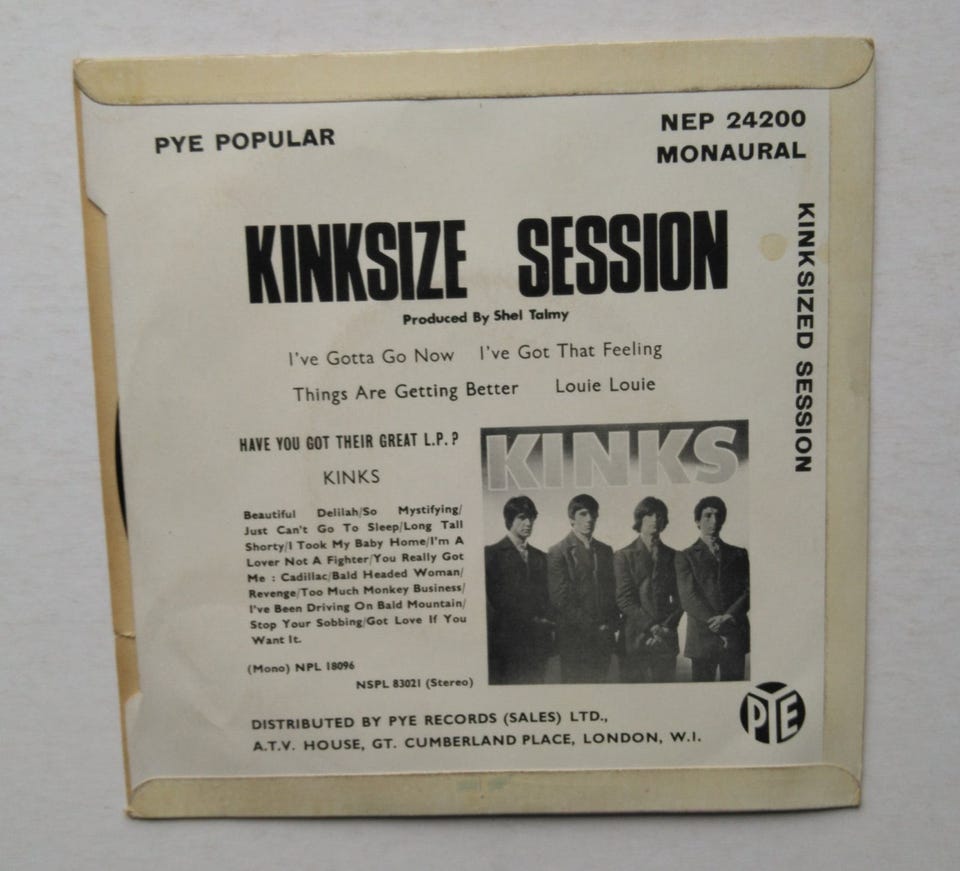 PYE POPULAR
NEP 24200
MONAURAL
KINKSIZE SESSION
Produced By Shel Talmy
I've Gotta Go Now I've Got That Feeling
Things Are Getting Better Louie Louie
KINKSIZED SESSION
HAVE YOU GOT THEIR GREAT L.P.?
KINKS
Beautiful Delilah/So Mystifying/
Just Can't Go To Sleep/Long Tall
Shorty/I Took My Baby Home/I'm A
Lover Not A Fighter/You Really Got
Me : Cadillac/Bald Headed Woman/
Revenge/Too Much Monkey Business/
I've Been Driving On Bald Mountain/
Stop Your Sobbing/Got Love If You
Want It.
(Mono) NPL 18096
NSPL 83021 (Stereo)
KINKS
DISTRIBUTED BY PYE RECORDS (SALES) LTD.,
A.T.V. HOUSE, GT. CUMBERLAND PLACE, LONDON, W.I.
PYE